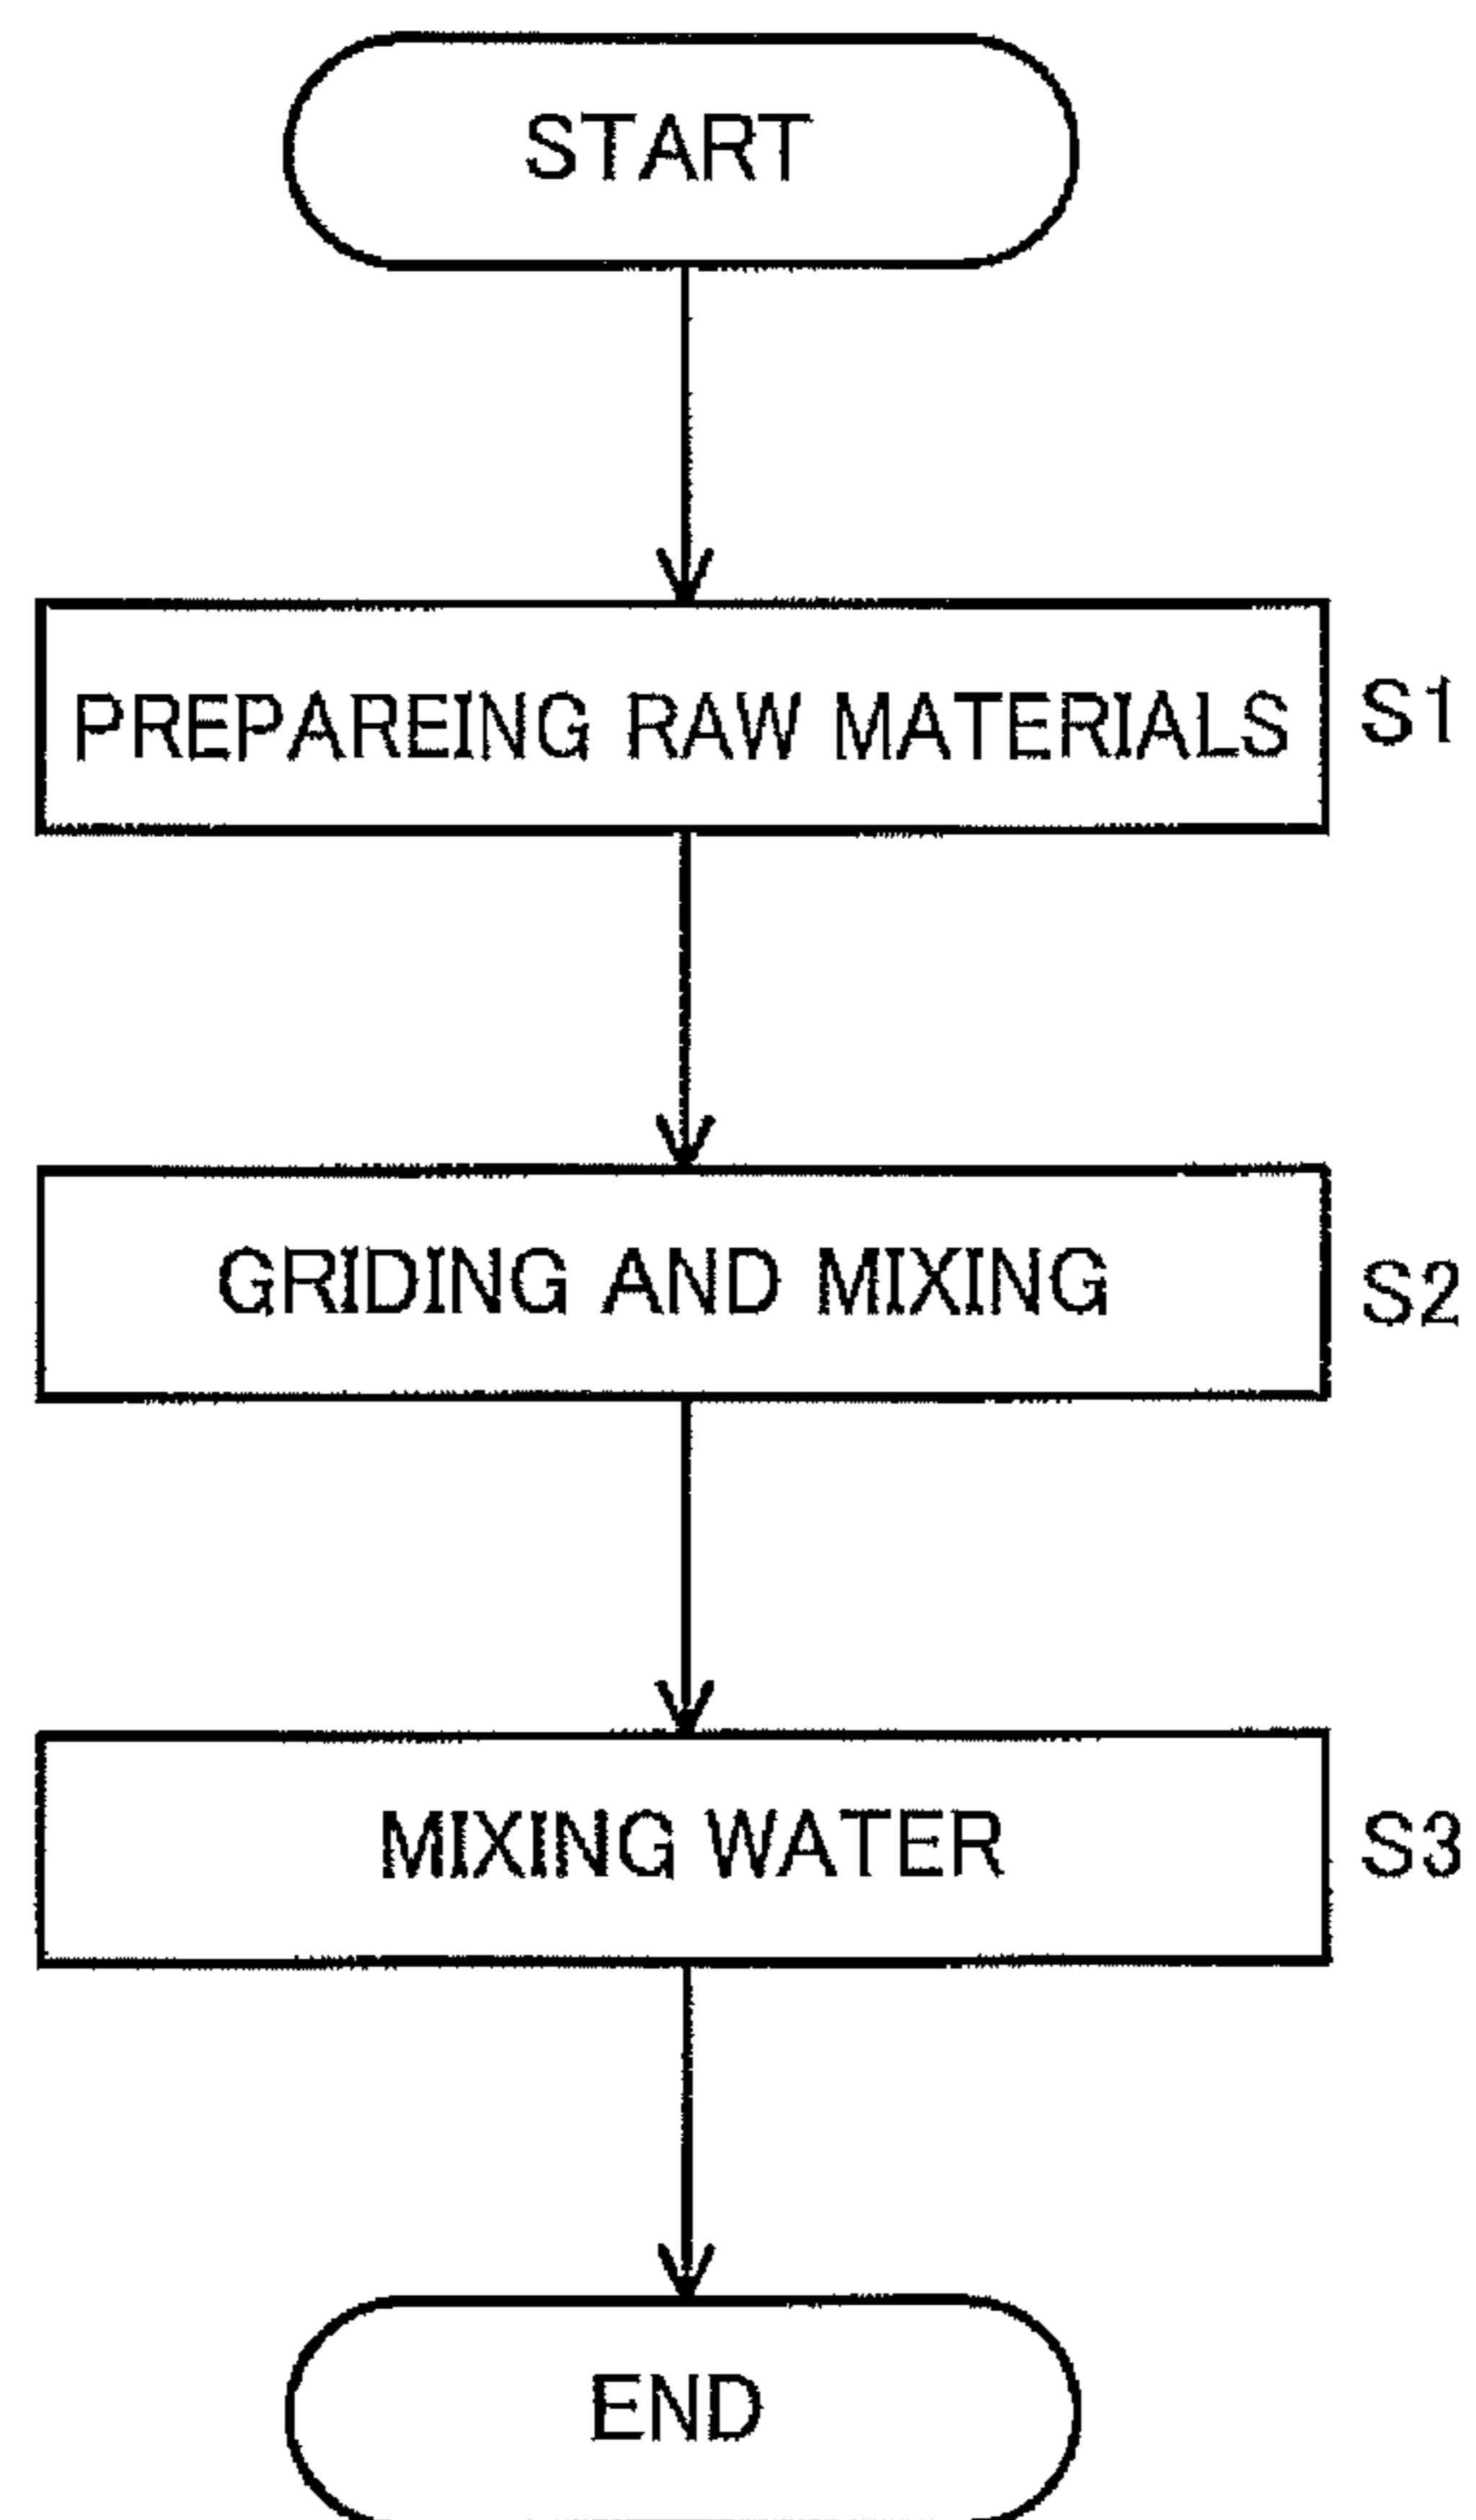 START
PREPAREING RAW MATERIALS S1
GRIDING AND MIXING S2
MIXING WATER S3
END